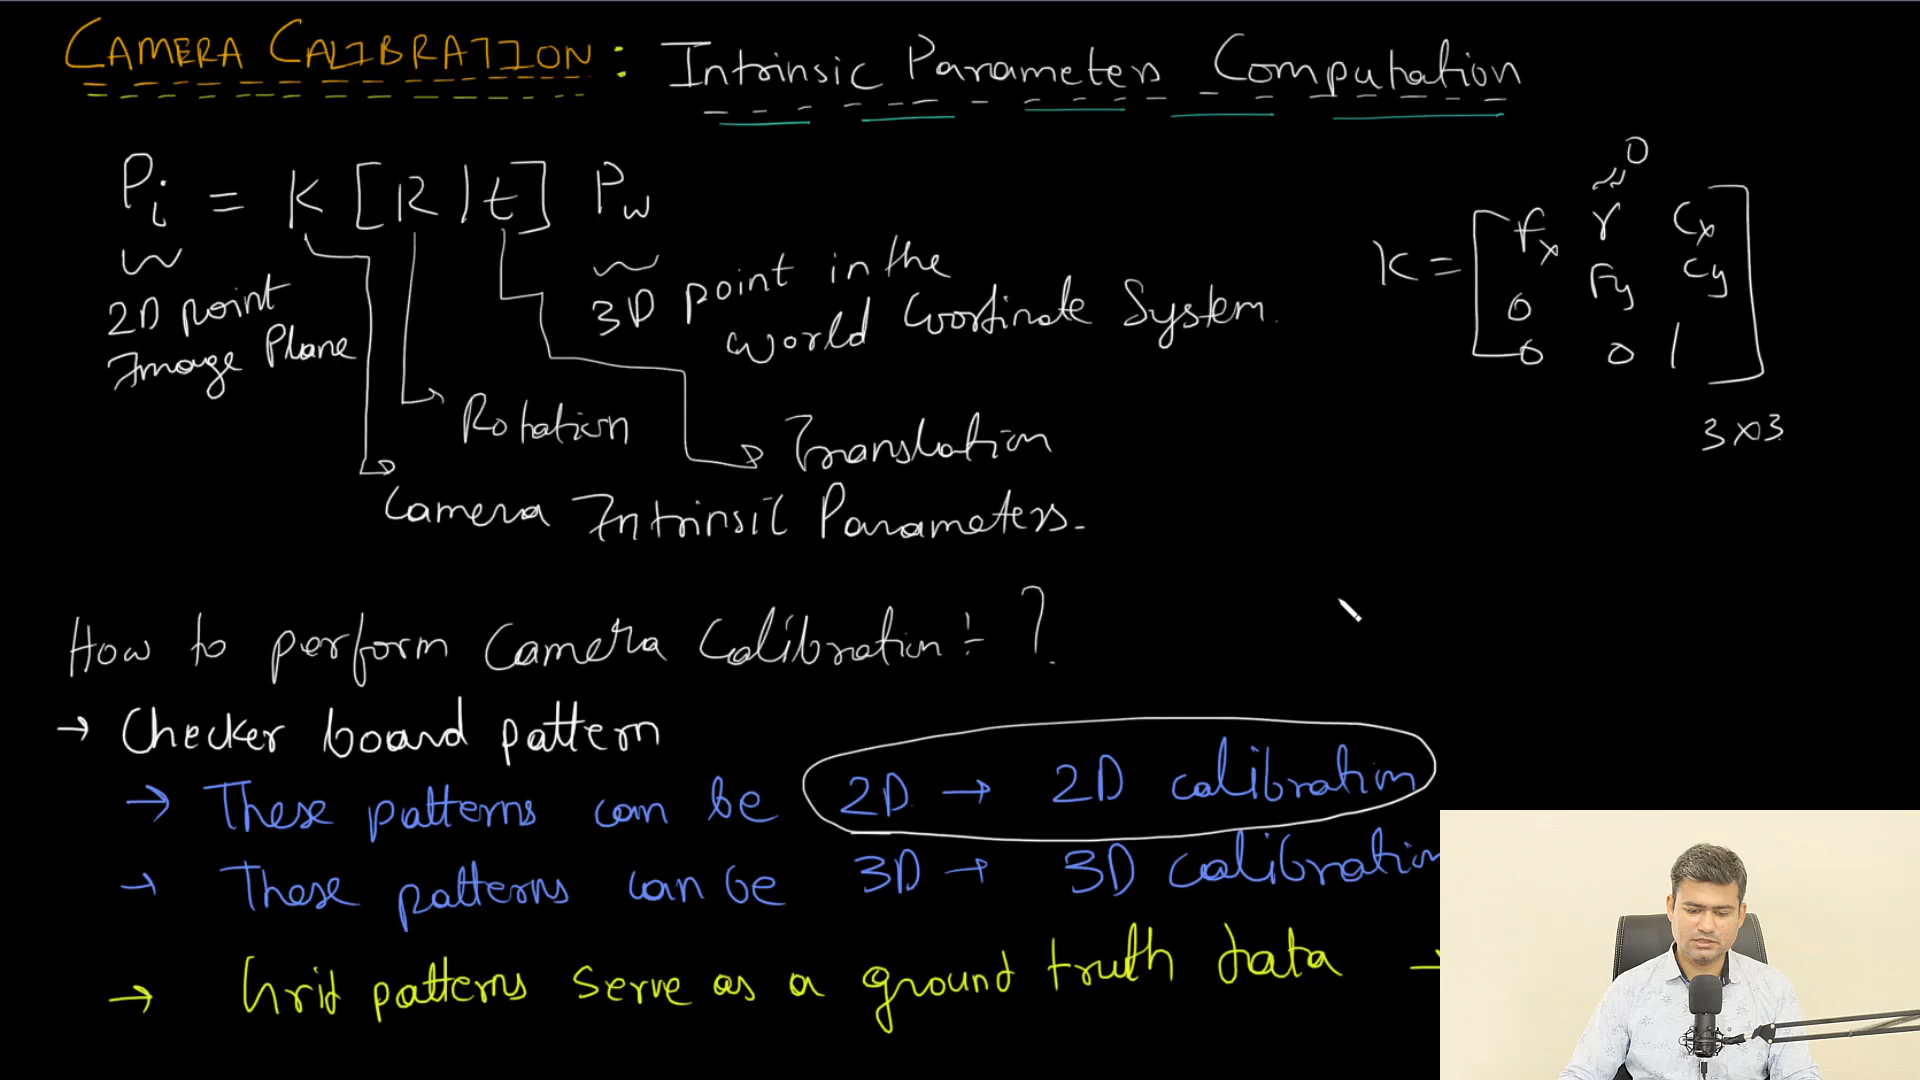 CAMERA CALIBRATION : Intrinsic Parameters Computation
Pi = K [R | t] Pw
2D point
Image Plane
3D point in the
world Coordinate System.
Rotation
Translation
Camera Intrinsic Parameters.
≈ 0
K = [ fx γ Cx
0 Fy Cy
0 0 1 ]
3x3
How to perform Camera Calibration ÷ ?
→ Checker board pattern
→ These patterns can be 2D → 2D calibration
→ These patterns can be 3D → 3D calibration
→ Grid patterns serve as a ground truth data →